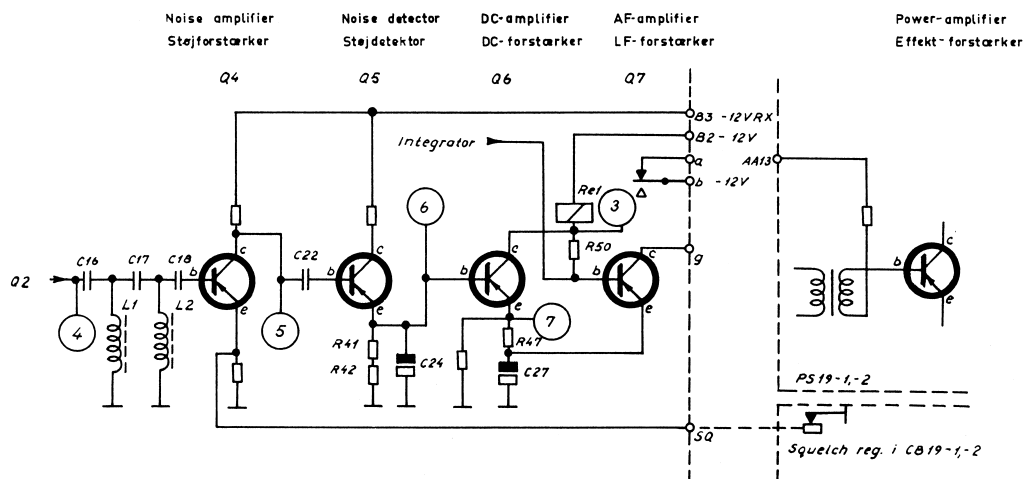 Noise amplifier
Støjforstærker
Q4
Noise detector
Støjdetektor
Q5
DC-amplifier
DC-forstærker
Q6
AF-amplifier
LF-forstærker
Q7
Power-amplifier
Effekt-forstærker
B3 -12VRX
Integrator
B2 - 12V
a
AA13
b -12V
6
Re1
3
R50
c
c
c
c
c
g
C16
C17
C18
b
C22
b
b
b
b
Q2
e
e
e
e
e
4
L1
L2
5
7
R47
R41
R42
C24
C27
PS19-1,-2
SQ
Squelch reg. i CB19-1,-2